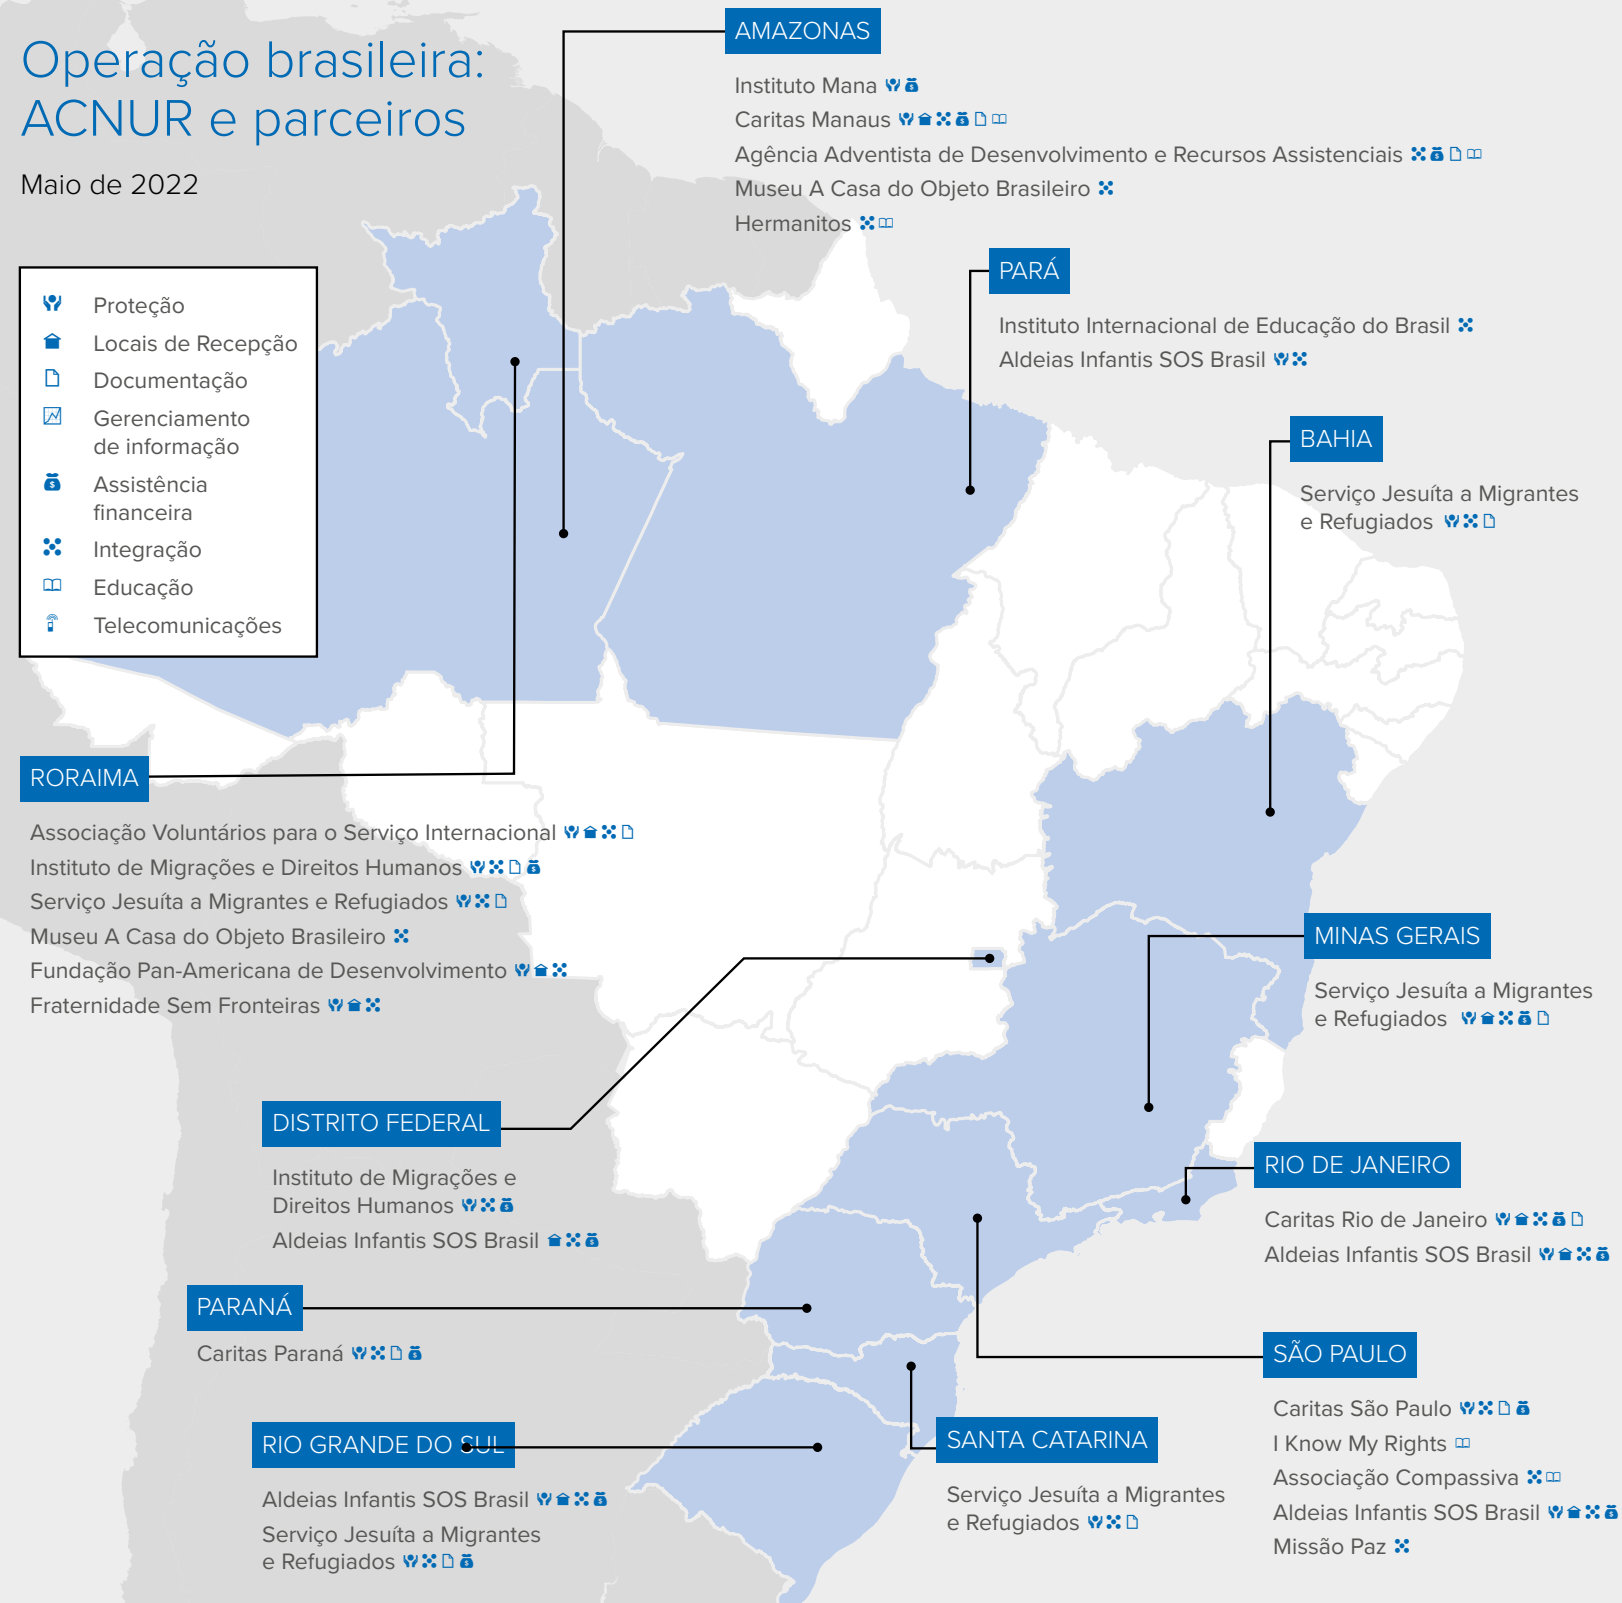 Operação brasileira:
ACNUR e parceiros
Maio de 2022
Proteção
Locais de Recepção
Documentação
Gerenciamento
de informação
Assistência
financeira
Integração
Educação
Telecomunicações
AMAZONAS
Instituto Mana
Caritas Manaus
Agência Adventista de Desenvolvimento e Recursos Assistenciais
Museu A Casa do Objeto Brasileiro
Hermanitos
PARÁ
Instituto Internacional de Educação do Brasil
Aldeias Infantis SOS Brasil
BAHIA
Serviço Jesuíta a Migrantes
e Refugiados
RORAIMA
Associação Voluntários para o Serviço Internacional
Instituto de Migrações e Direitos Humanos
Serviço Jesuíta a Migrantes e Refugiados
Museu A Casa do Objeto Brasileiro
Fundação Pan-Americana de Desenvolvimento
Fraternidade Sem Fronteiras
MINAS GERAIS
Serviço Jesuíta a Migrantes
e Refugiados
DISTRITO FEDERAL
Instituto de Migrações e
Direitos Humanos
Aldeias Infantis SOS Brasil
RIO DE JANEIRO
Caritas Rio de Janeiro
Aldeias Infantis SOS Brasil
PARANÁ
Caritas Paraná
SÃO PAULO
Caritas São Paulo
I Know My Rights
Associação Compassiva
Aldeias Infantis SOS Brasil
Missão Paz
RIO GRANDE DO SUL
Aldeias Infantis SOS Brasil
Serviço Jesuíta a Migrantes
e Refugiados
SANTA CATARINA
Serviço Jesuíta a Migrantes
e Refugiados